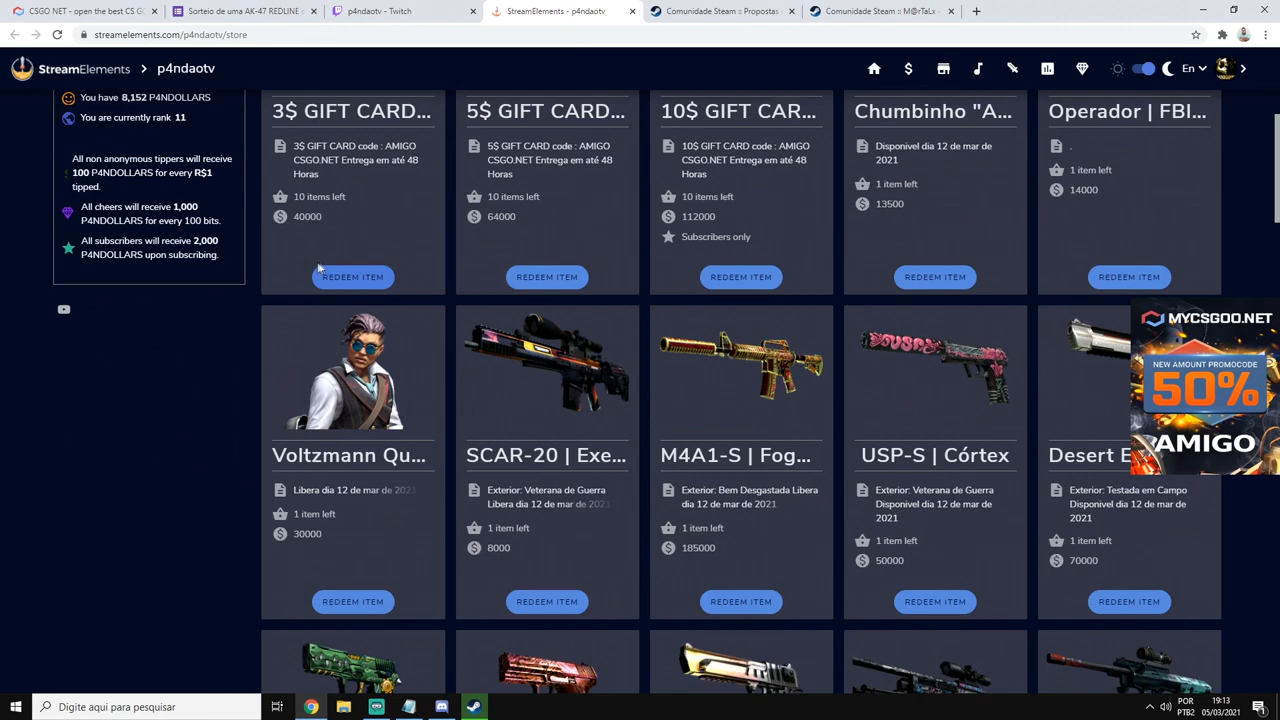 CSGO NET - open the best CS GO
Sorteio de uma AK-47 REDLINE
p4ndaotv - Twitch
StreamElements - p4ndaotv
Comunidade Steam :: Propostas
Comunidade Steam :: M@rTaLx
streamelements.com/p4ndaotv/store
StreamElements
p4ndaotv
En
You have 8,152 P4NDOLLARS
You are currently rank 11
All non anonymous tippers will receive
100 P4NDOLLARS for every R$1
tipped.
All cheers will receive 1,000
P4NDOLLARS for every 100 bits.
All subscribers will receive 2,000
P4NDOLLARS upon subscribing.
3$ GIFT CARD...
3$ GIFT CARD code : AMIGO
CSGO.NET Entrega em até 48
Horas
10 items left
40000
REDEEM ITEM
5$ GIFT CARD...
5$ GIFT CARD code : AMIGO
CSGO.NET Entrega em até 48
Horas
10 items left
64000
REDEEM ITEM
10$ GIFT CAR...
10$ GIFT CARD code : AMIGO
CSGO.NET Entrega em até 48
Horas
10 items left
112000
Subscribers only
REDEEM ITEM
Chumbinho "A...
Disponivel dia 12 de mar de
2021
1 item left
13500
REDEEM ITEM
Operador | FBI...
.
1 item left
14000
REDEEM ITEM
Voltzmann Qu...
Libera dia 12 de mar de 2021
1 item left
30000
REDEEM ITEM
SCAR-20 | Exe...
Exterior: Veterana de Guerra
Libera dia 12 de mar de 2021
1 item left
8000
REDEEM ITEM
M4A1-S | Fog...
Exterior: Bem Desgastada Libera
dia 12 de mar de 2021
1 item left
185000
REDEEM ITEM
USP-S | Córtex
Exterior: Veterana de Guerra
Disponivel dia 12 de mar de
2021
1 item left
50000
REDEEM ITEM
Desert E
Exterior: Testada em Campo
Disponivel dia 12 de mar de
2021
1 item left
70000
REDEEM ITEM
MYCSGOO.NET
NEW AMOUNT PROMOCODE
50%
AMIGO
Digite aqui para pesquisar
POR
PTB2
19:13
05/03/2021
1